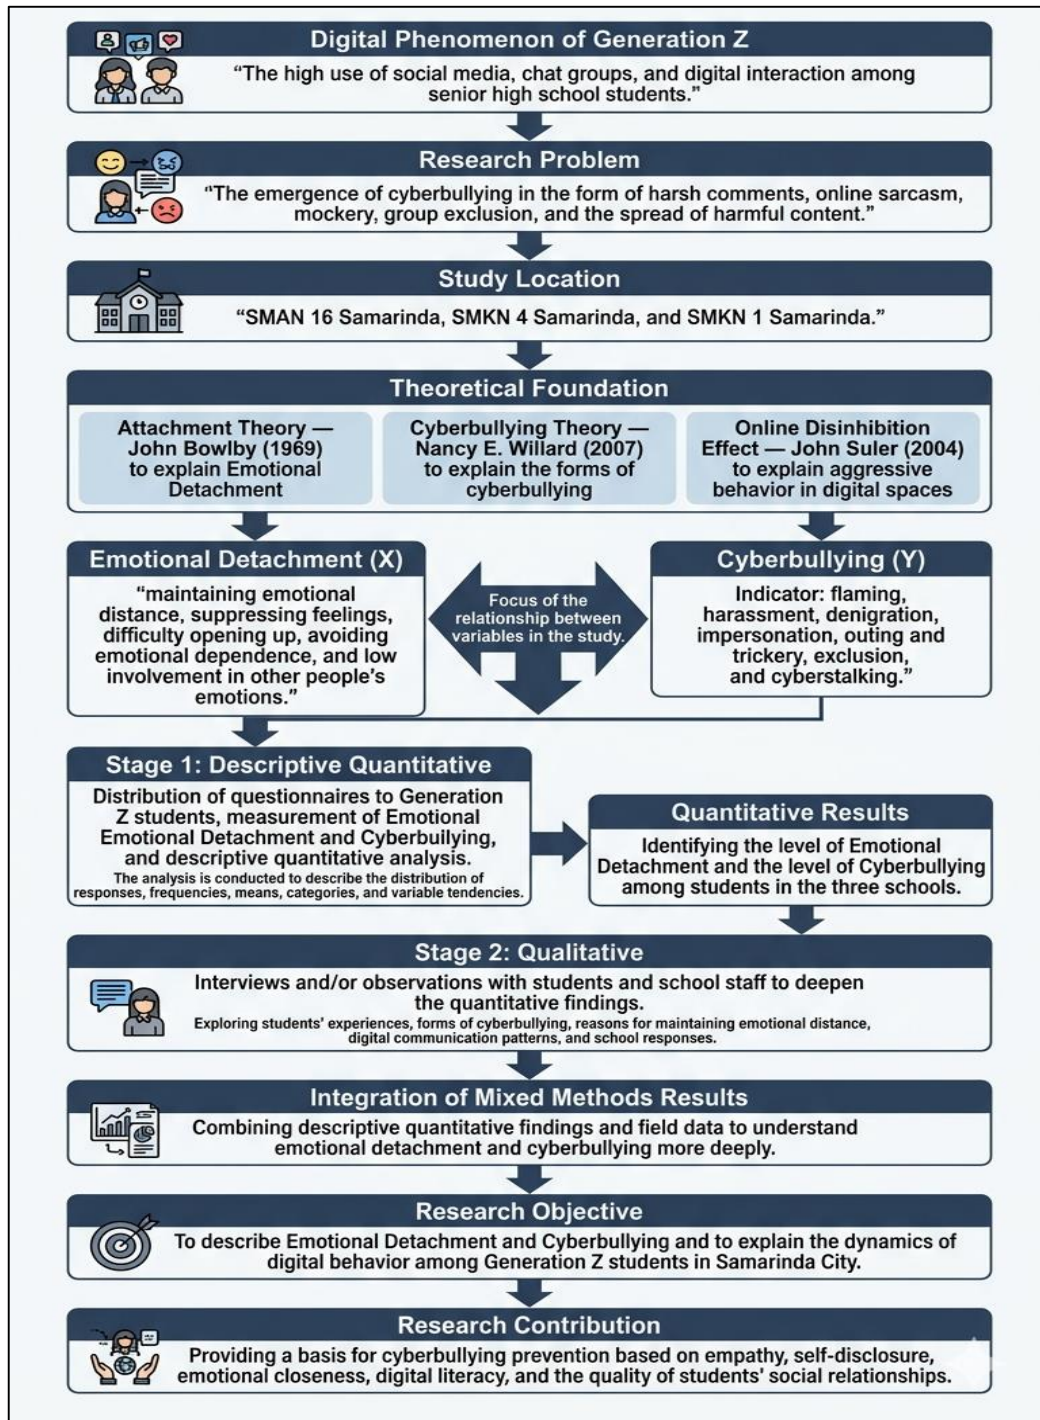 Digital Phenomenon of Generation Z
“The high use of social media, chat groups, and digital interaction among
senior high school students.”
Research Problem
“The emergence of cyberbullying in the form of harsh comments, online sarcasm,
mockery, group exclusion, and the spread of harmful content.”
Study Location
“SMAN 16 Samarinda, SMKN 4 Samarinda, and SMKN 1 Samarinda.”
Theoretical Foundation
Attachment Theory —
John Bowlby (1969)
to explain Emotional
Detachment
Cyberbullying Theory —
Nancy E. Willard (2007)
to explain the forms of
cyberbullying
Online Disinhibition
Effect — John Suler (2004)
to explain aggressive
behavior in digital spaces
Emotional Detachment (X)
“maintaining emotional
distance, suppressing feelings,
difficulty opening up, avoiding
emotional dependence, and low
involvement in other people's
emotions.”
Focus of the
relationship between
variables in the study.
Cyberbullying (Y)
Indicator: flaming,
harassment, denigration,
impersonation, outing and
trickery, exclusion,
and cyberstalking.”
Stage 1: Descriptive Quantitative
Distribution of questionnaires to Generation
Z students, measurement of Emotional
Emotional Detachment and Cyberbuilying,
and descriptive quantitative analysis.
The analysis is conducted to describe the distribution of
responses, frequencies, means, categories, and variable tendencies.
Quantitative Results
Identifying the level of Emotional
Detachment and the level of Cyberbullying
among students in the three schools.
Stage 2: Qualitative
Interviews and/or observations with students and school staff to deepen
the quantitative findings.
Exploring students' experiences, forms of cyberbullying, reasons for maintaining emotional distance,
digital communication patterns, and school responses.
Integration of Mixed Methods Results
Combining descriptive quantitative findings and field data to understand
emotional detachment and cyberbullying more deeply.
Research Objective
To describe Emotional Detachment and Cyberbullying and to explain the dynamics of
digital behavior among Generation Z students in Samarinda City.
Research Contribution
Providing a basis for cyberbullying prevention based on empathy, self-disclosure,
emotional closeness, digital literacy, and the quality of students' social relationships.